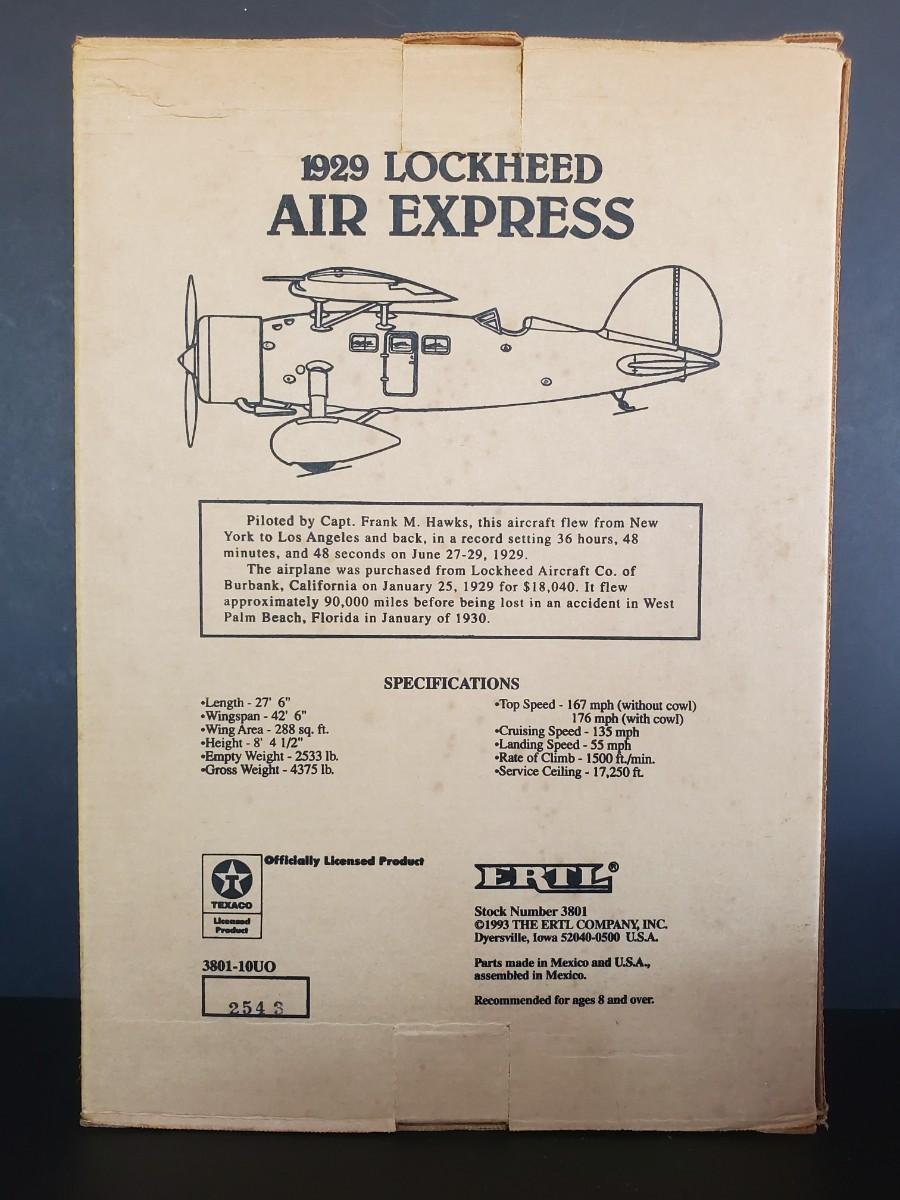 1929 LOCKHEED
AIR EXPRESS
Piloted by Capt. Frank M. Hawks, this aircraft flew from New
York to Los Angeles and back, in a record setting 36 hours, 48
minutes, and 48 seconds on June 27-29, 1929.
The airplane was purchased from Lockheed Aircraft Co. of
Burbank, California on January 25, 1929 for $18,040. It flew
approximately 90,000 miles before being lost in an accident in West
Palm Beach, Florida in January of 1930.
SPECIFICATIONS
•Length - 27' 6"
•Wingspan - 42' 6"
•Wing Area - 288 sq. ft.
•Height - 8' 4 1/2"
•Empty Weight - 2533 lb.
•Gross Weight - 4375 lb.
•Top Speed - 167 mph (without cowl)
176 mph (with cowl)
•Cruising Speed - 135 mph
•Landing Speed - 55 mph
•Rate of Climb - 1500 ft./min.
•Service Ceiling - 17,250 ft.
Officially Licensed Product
T
TEXACO
Licensed
Product
3801-10UO
2543
ERTL®
Stock Number 3801
©1993 THE ERTL COMPANY, INC.
Dyersville, Iowa 52040-0500 U.S.A.
Parts made in Mexico and U.S.A.,
assembled in Mexico.
Recommended for ages 8 and over.